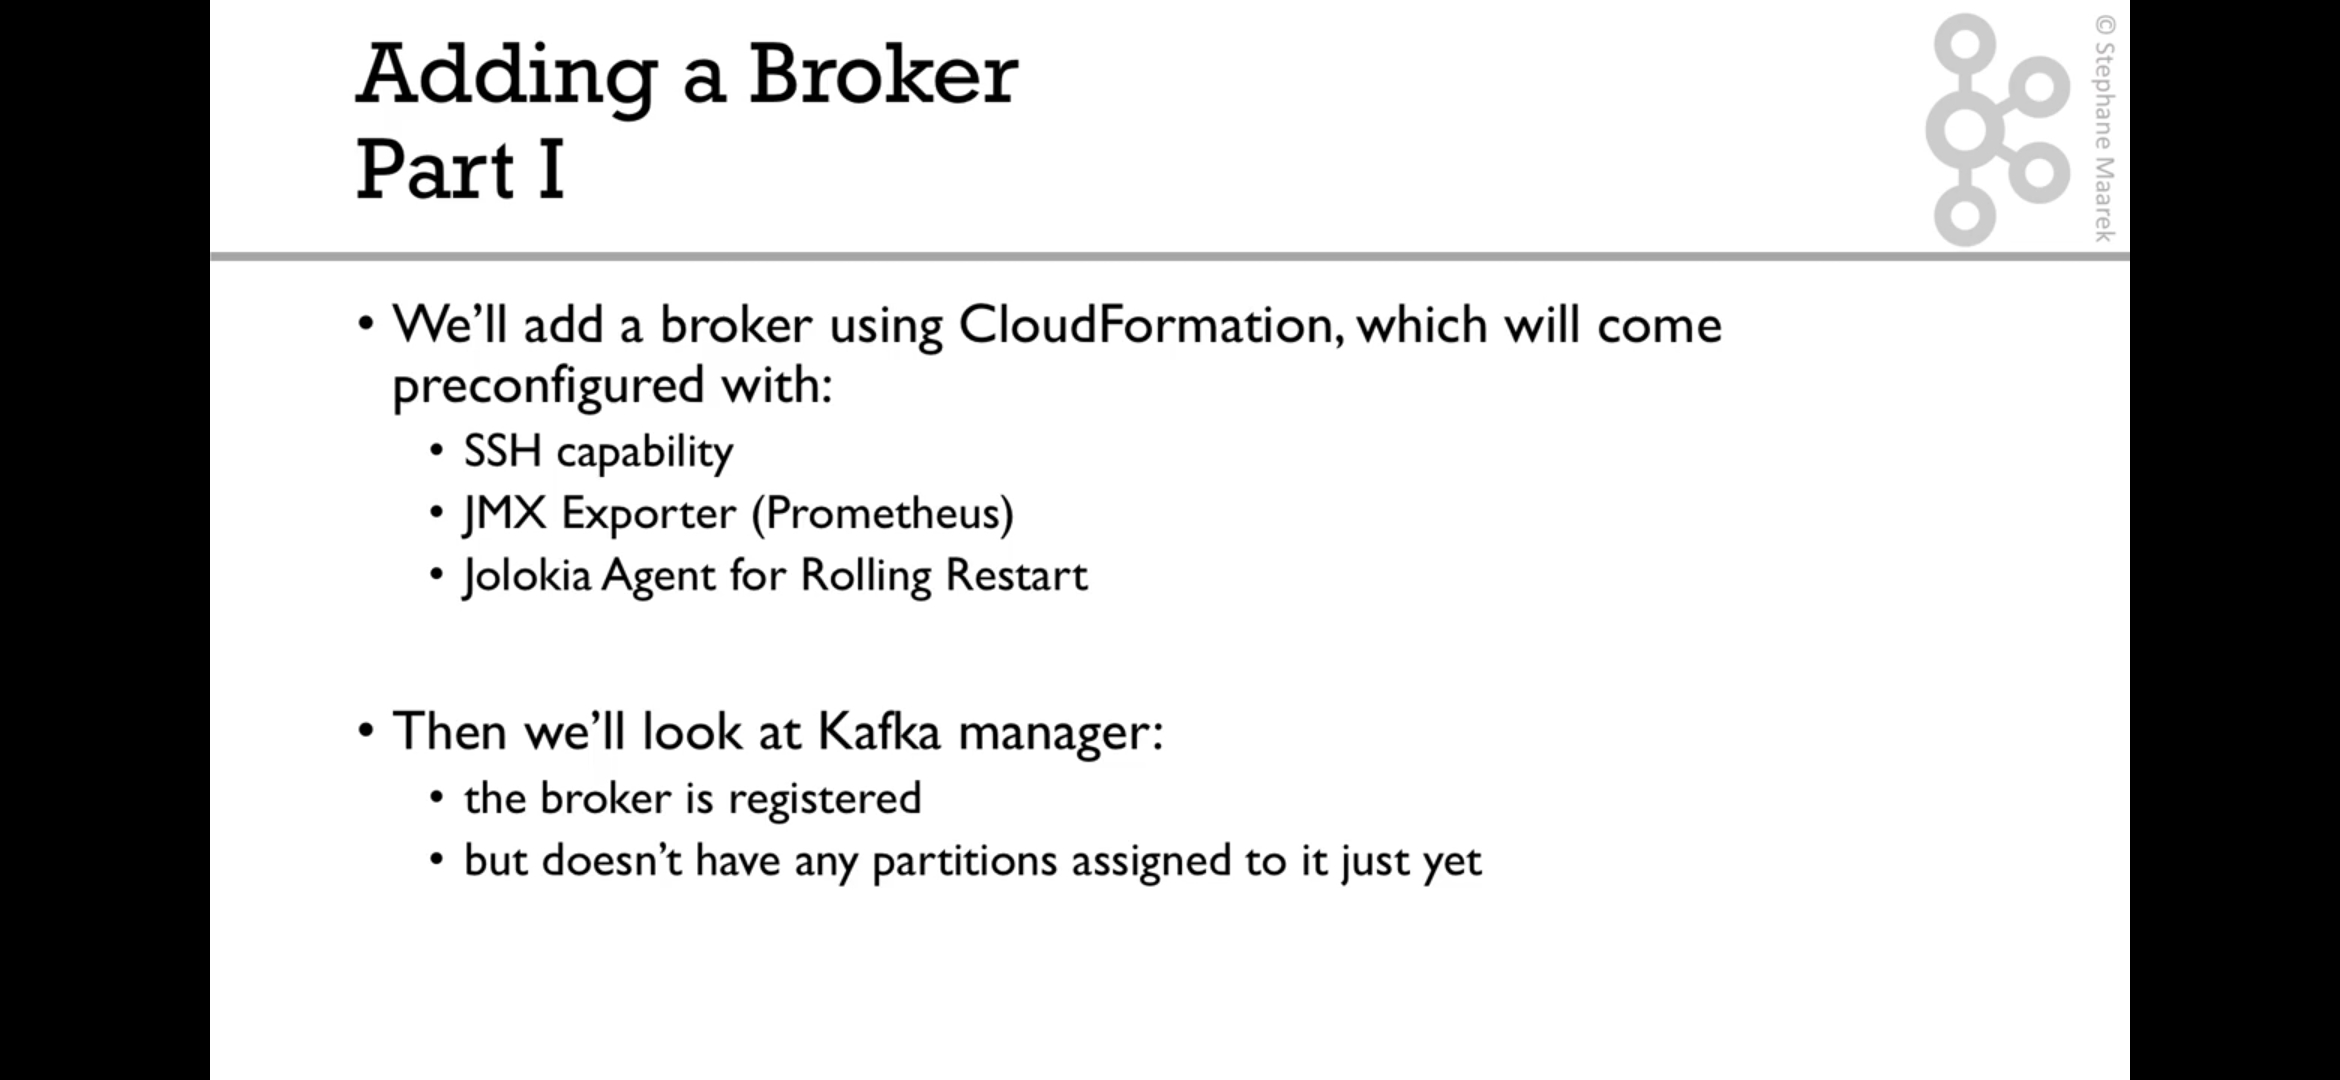 Adding a Broker
Part I
© Stephane Maarek
• We’ll add a broker using CloudFormation, which will come
preconfigured with:
• SSH capability
• JMX Exporter (Prometheus)
• Jolokia Agent for Rolling Restart
• Then we’ll look at Kafka manager:
• the broker is registered
• but doesn’t have any partitions assigned to it just yet